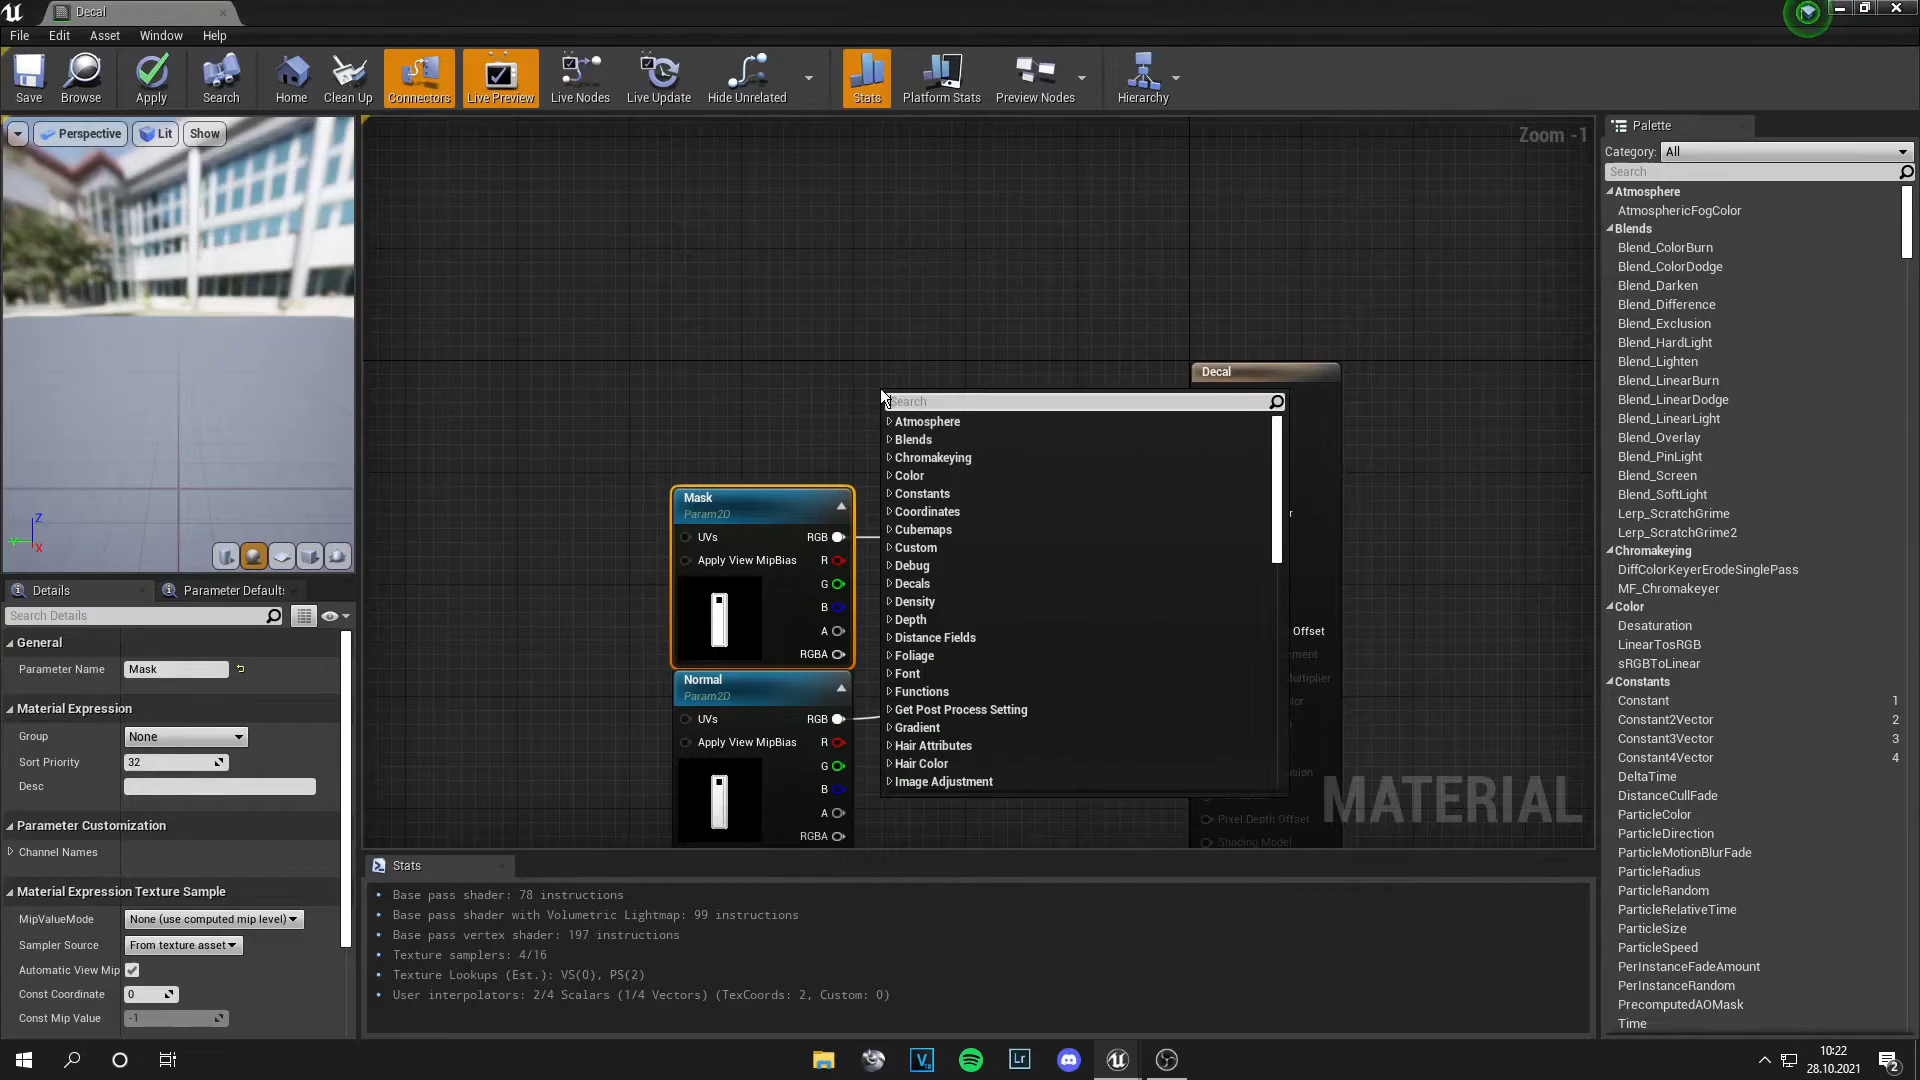 Decal
File Edit Asset Window Help
Save Browse Apply Search Home Clean Up Connectors Live Preview Live Nodes Live Update Hide Unrelated Stats Platform Stats Preview Nodes Hierarchy
Perspective Lit Show
Zoom -1
Z
Y
X
Details Parameter Defaults
Search Details
General
Parameter Name Mask
Material Expression
Group None
Sort Priority 32
Desc
Parameter Customization
Channel Names
Material Expression Texture Sample
MipValueMode None (use computed mip level)
Sampler Source From texture asset
Automatic View Mip
Const Coordinate 0
Const Mip Value -1
Mask
Param2D
UVs RGB
Apply View MipBias R
G
B
A
RGBA
Normal
Param2D
UVs RGB
Apply View MipBias R
G
B
A
RGBA
Decal
Offset
Pixel Depth Offset
Shading Model
Search
Atmosphere
Blends
Chromakeying
Color
Constants
Coordinates
Cubemaps
Custom
Debug
Decals
Density
Depth
Distance Fields
Foliage
Font
Functions
Get Post Process Setting
Gradient
Hair Attributes
Hair Color
Image Adjustment
MATERIAL
Stats
Base pass shader: 78 instructions
Base pass shader with Volumetric Lightmap: 99 instructions
Base pass vertex shader: 197 instructions
Texture samplers: 4/16
Texture Lookups (Est.): VS(0), PS(2)
User interpolators: 2/4 Scalars (1/4 Vectors) (TexCoords: 2, Custom: 0)
Palette
Category: All
Search
Atmosphere
AtmosphericFogColor
Blends
Blend_ColorBurn
Blend_ColorDodge
Blend_Darken
Blend_Difference
Blend_Exclusion
Blend_HardLight
Blend_Lighten
Blend_LinearBurn
Blend_LinearDodge
Blend_LinearLight
Blend_Overlay
Blend_PinLight
Blend_Screen
Blend_SoftLight
Lerp_ScratchGrime
Lerp_ScratchGrime2
Chromakeying
DiffColorKeyerErodeSinglePass
MF_Chromakeyer
Color
Desaturation
LinearTosRGB
sRGBToLinear
Constants
Constant 1
Constant2Vector 2
Constant3Vector 3
Constant4Vector 4
DeltaTime
DistanceCullFade
ParticleColor
ParticleDirection
ParticleMotionBlurFade
ParticleRadius
ParticleRandom
ParticleRelativeTime
ParticleSize
ParticleSpeed
PerInstanceFadeAmount
PerInstanceRandom
PrecomputedAOMask
Time
Lr
10:22
28.10.2021
2